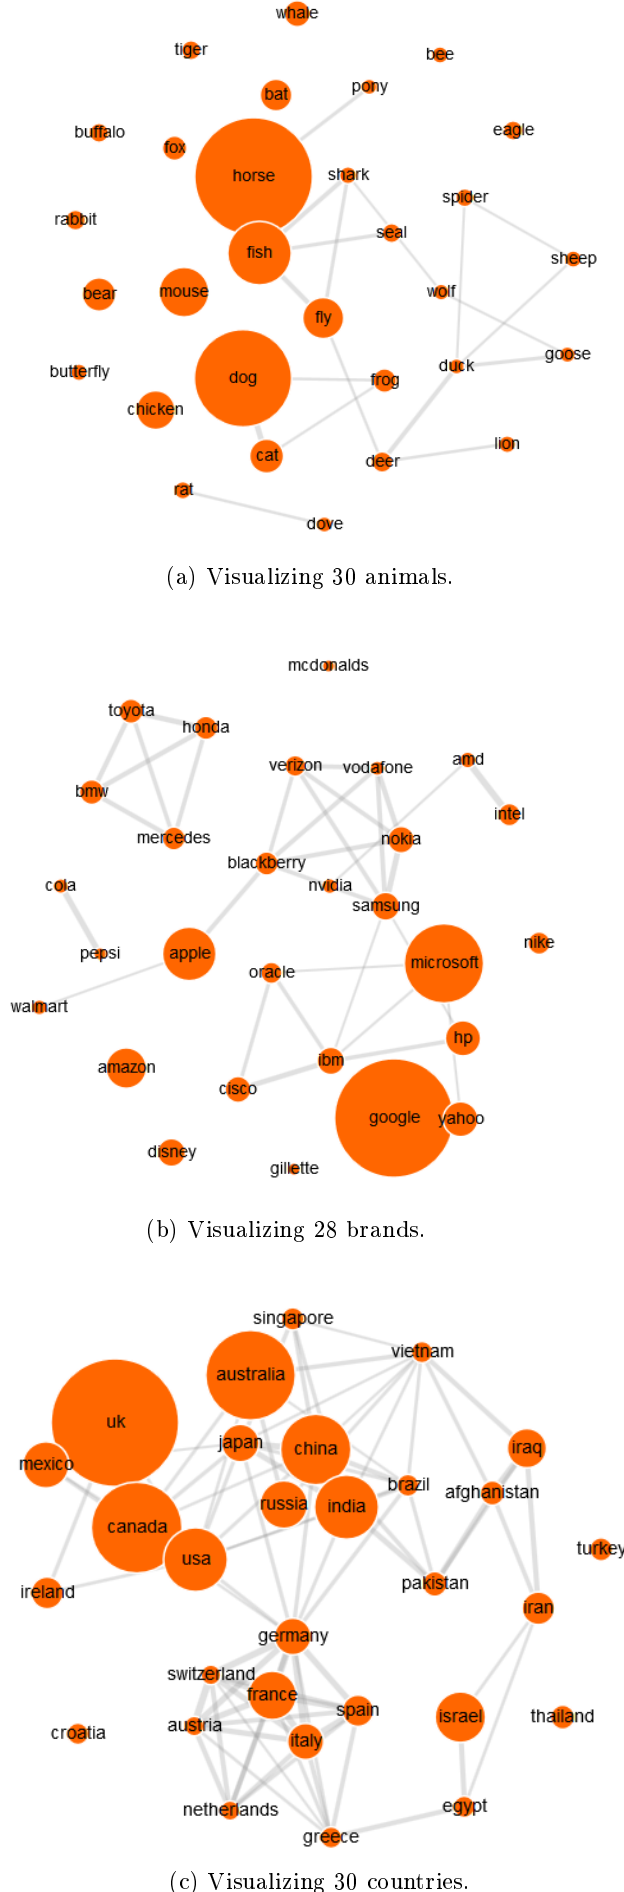 whale
tiger
bee
pony
bat
buffalo
eagle
fox
horse
shark
spider
rabbit
seal
fish
sheep
bear
mouse
wolf
fly
goose
butterfly
dog
frog
duck
chicken
lion
cat
deer
rat
dove
(a) Visualizing 30 animals.
mcdonalds
toyota
honda
verizon
vodafone
amd
bmw
intel
mercedes
nokia
blackberry
cola
nvidia
samsung
nike
pepsi
apple
microsoft
oracle
walmart
hp
amazon
ibm
cisco
google
yahoo
disney
gillette
(b) Visualizing 28 brands.
singapore
vietnam
australia
uk
japan
china
iraq
mexico
brazil
afghanistan
russia
india
canada
turkey
usa
pakistan
ireland
iran
germany
switzerland
france
spain
israel
thailand
austria
croatia
italy
egypt
netherlands
greece
(c) Visualizing 30 countries.